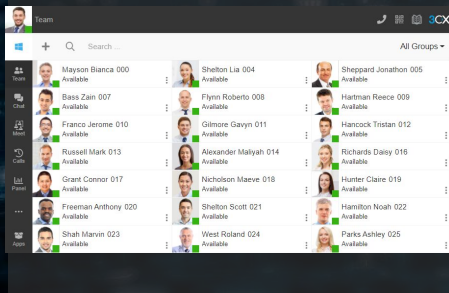 Team
3CX
Search ...
All Groups
Mayson Bianca 000
Available
Shelton Lia 004
Available
Sheppard Jonathon 005
Available
Team
Bass Zain 007
Available
Flynn Roberto 008
Available
Hartman Reece 009
Available
Chat
Franco Jerome 010
Available
Gilmore Gavyn 011
Available
Hancock Tristan 012
Available
Meet
Russell Mark 013
Available
Alexander Maliyah 014
Available
Richards Daisy 016
Available
Calls
Grant Connor 017
Available
Nicholson Maeve 018
Available
Hunter Claire 019
Available
Panel
Freeman Anthony 020
Available
Shelton Scott 021
Available
Hamilton Noah 022
Available
Shah Marvin 023
Available
West Roland 024
Available
Parks Ashley 025
Available
Apps